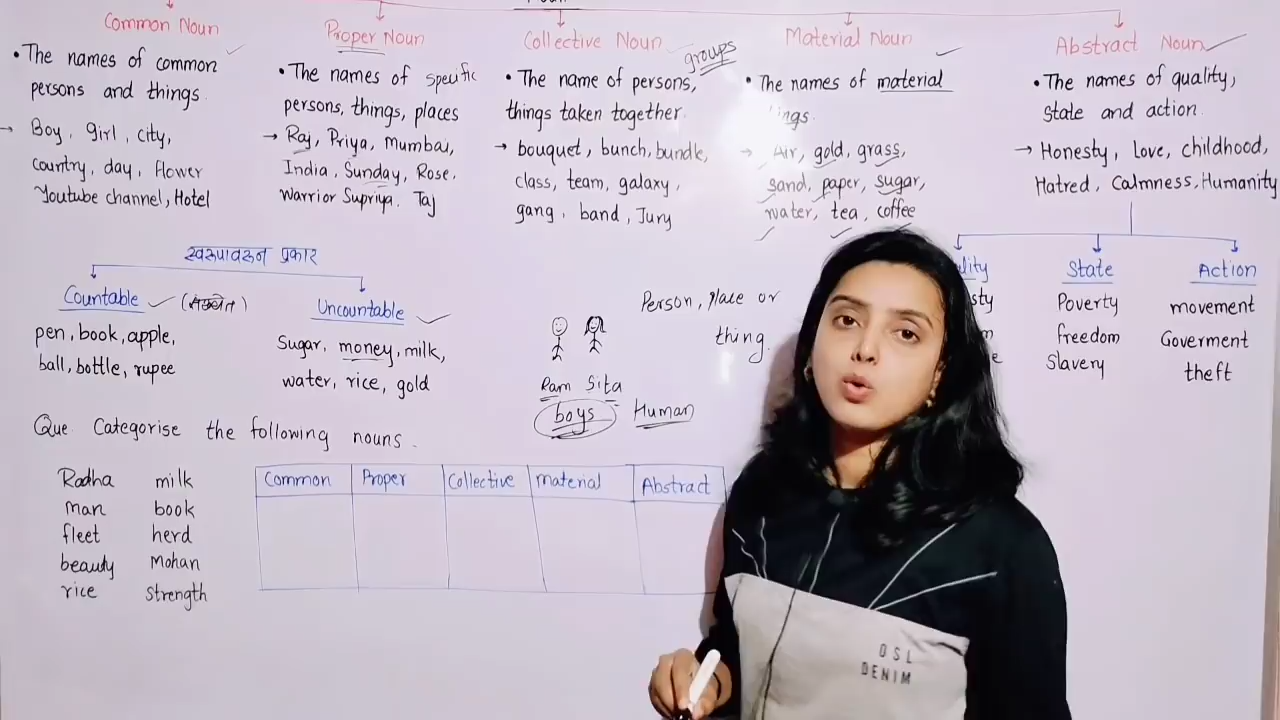 Common Noun
• The names of common
persons and things.
→ Boy, girl, city,
country, day, flower
Youtube channel, Hotel
Proper Noun
• The names of specific
persons, things, places
→ Raj, Priya, Mumbai,
India, Sunday, Rose.
Warrior Supriya, Taj
Collective Noun
groups
• The name of persons,
things taken together.
→ bouquet, bunch, bundle,
class, team, galaxy,
gang, band, Jury
Material Noun
• The names of material
→ Air, gold, grass,
sand, paper, sugar,
water, tea, coffee
Abstract Noun
• The names of quality,
state and action.
→ Honesty, Love, childhood,
Hatred, Calmness, Humanity
State
Poverty
freedom
Slavery
Action
movement
Goverment
theft
प्रकार
Countable
pen, book, apple,
ball, bottle, rupee
Uncountable
Sugar, money, milk,
water, rice, gold
Person, Place or
thing.
Ram Sita
boys Human
Que. Categorise the following nouns.
Radha milk
man book
fleet herd
beauty Mohan
rice strength
Common Proper Collective material Abstract
DSL
DENIM